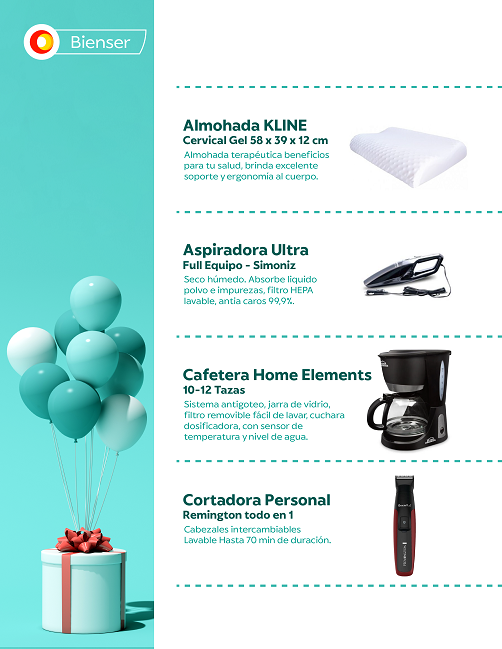 Bienser
Almohada KLINE
Cervical Gel 58 x 39 x 12 cm
Almohada terapéutica beneficios
para tu salud, brinda excelente
soporte y ergonomia al cuerpo.
Aspiradora Ultra
Full Equipo - Simoniz
Seco húmedo. Absorbe liquido
polvo e impurezas, filtro HEPA
lavable, antia caros 99,9%.
Cafetera Home Elements
10-12 Tazas
Sistema antigoteo, jarra de vidrio,
filtro removible fácil de lavar, cuchara
dosificadora, con sensor de
temperatura y nivel de agua.
Cortadora Personal
Remington todo en 1
Cabezales intercambiables
Lavable Hasta 70 min de duración.